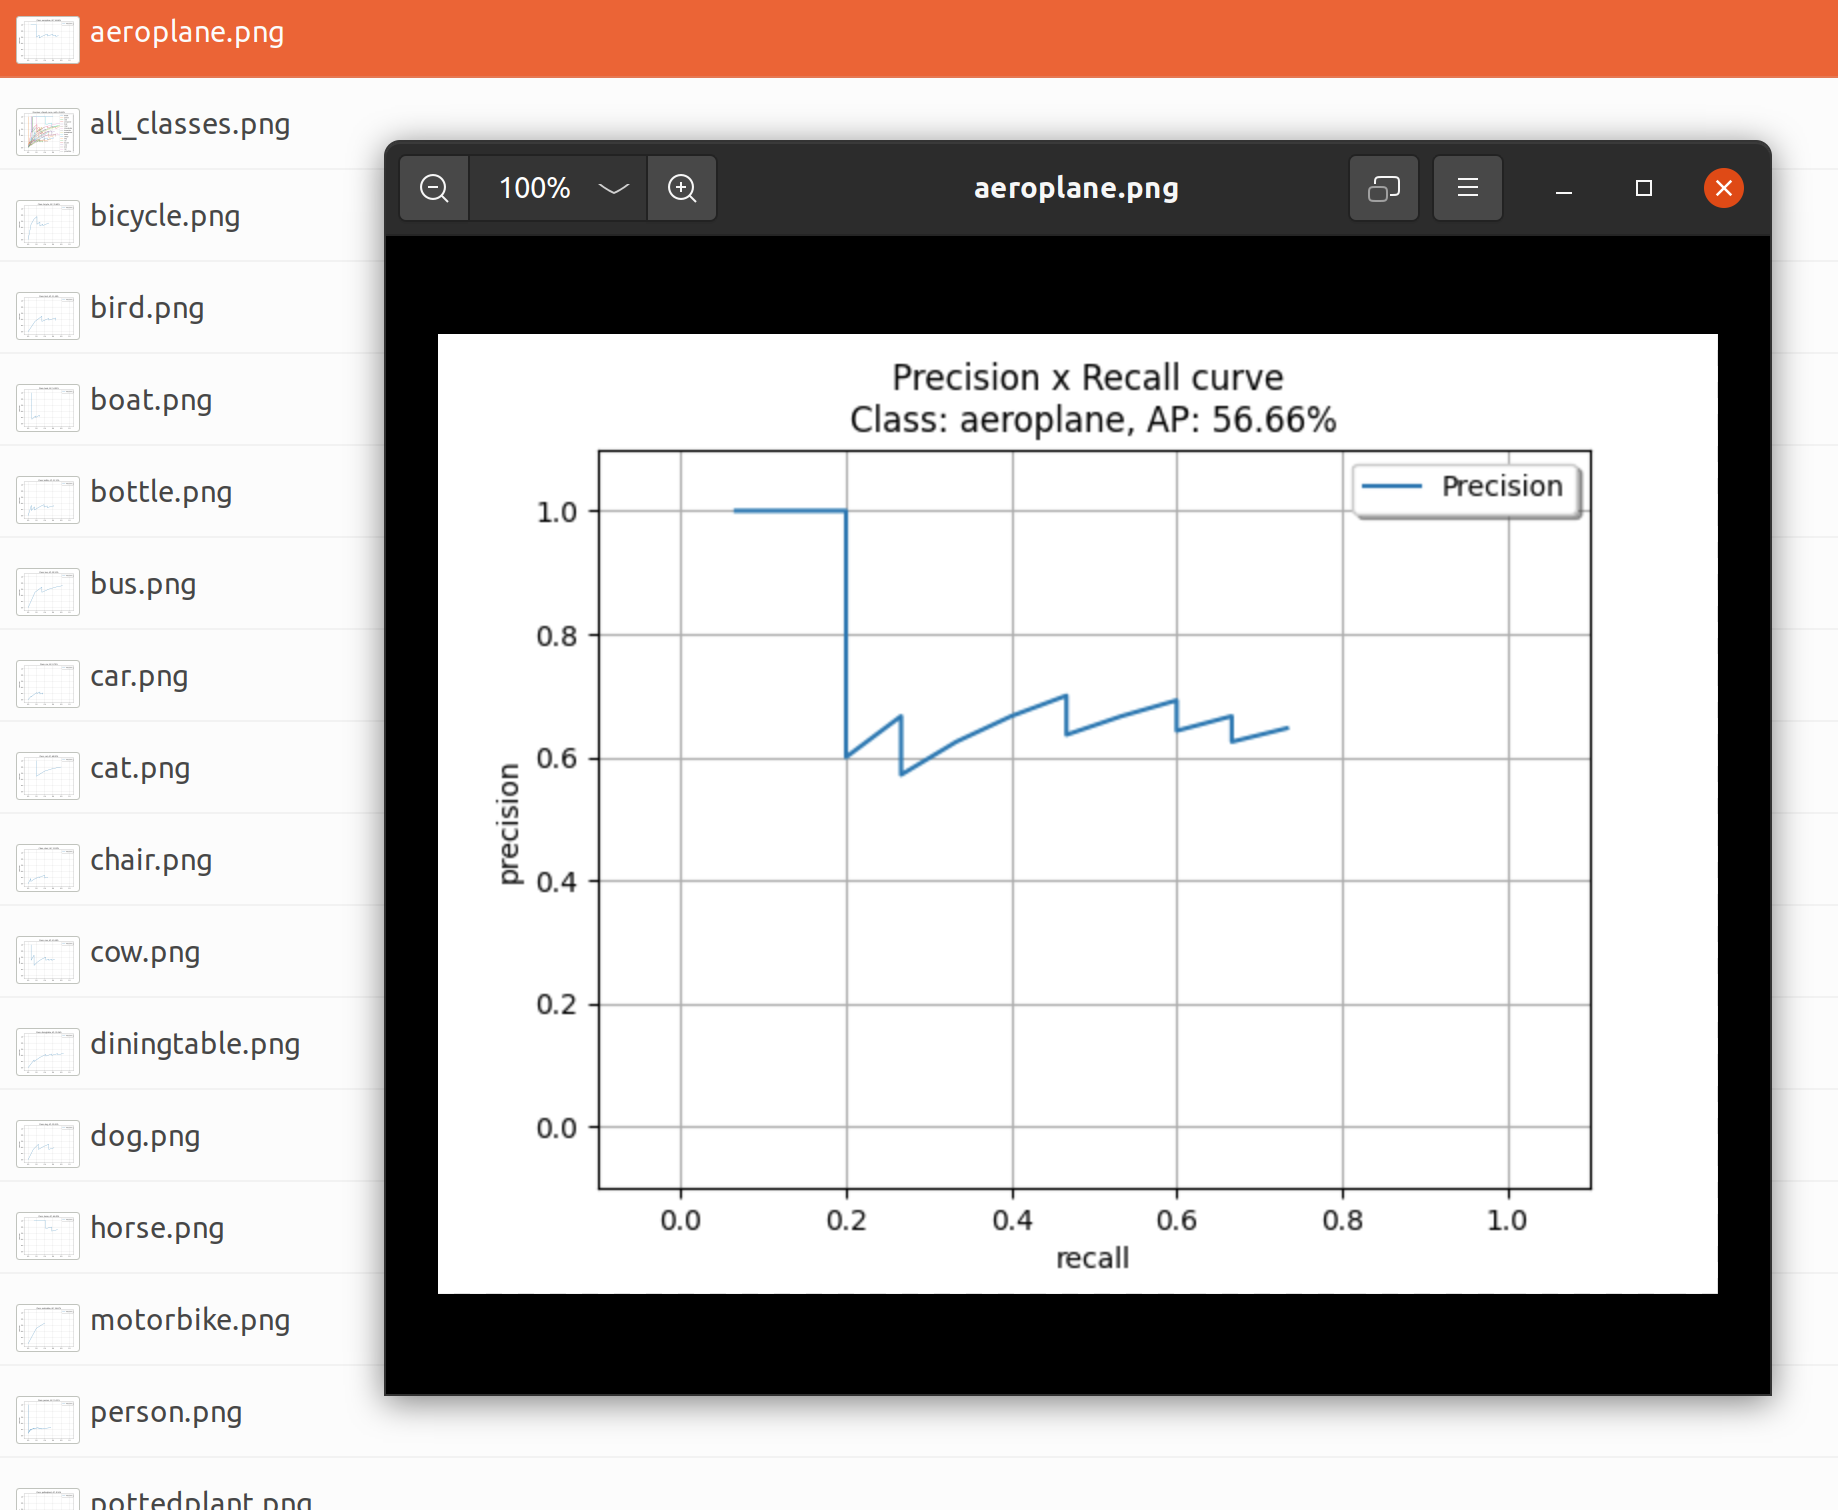 aeroplane.png
all_classes.png
bicycle.png
bird.png
boat.png
bottle.png
bus.png
car.png
cat.png
chair.png
cow.png
diningtable.png
dog.png
horse.png
motorbike.png
person.png
pottedplant.png
100%
aeroplane.png
Precision x Recall curve
Class: aeroplane, AP: 56.66%
Precision
precision
1.0
0.8
0.6
0.4
0.2
0.0
0.0 0.2 0.4 0.6 0.8 1.0
recall